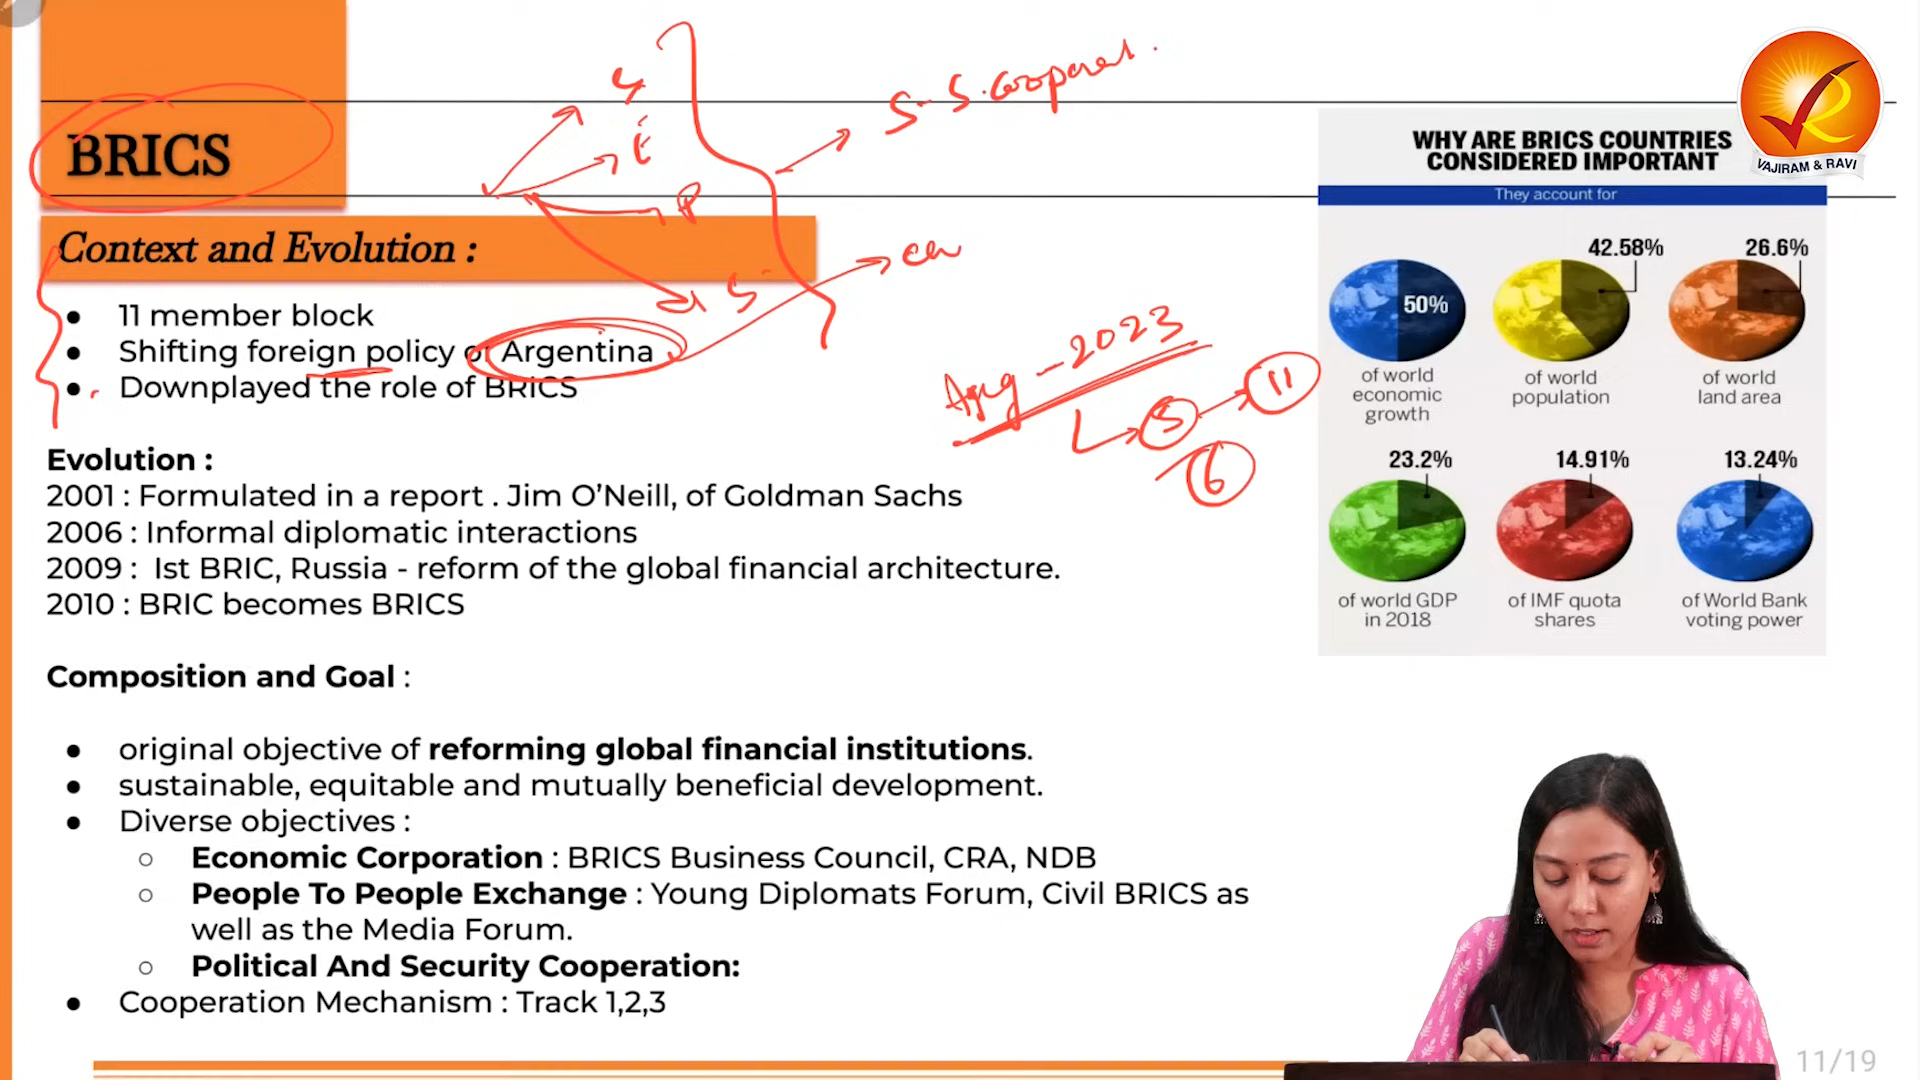 BRICS
Context and Evolution :
● 11 member block
● Shifting foreign policy of Argentina
● Downplayed the role of BRICS
S
E
P
S
S-S. Cooperat.
Aug - 2023
5
11
6
Evolution :
2001 : Formulated in a report . Jim O’Neill, of Goldman Sachs
2006 : Informal diplomatic interactions
2009 : Ist BRIC, Russia - reform of the global financial architecture.
2010 : BRIC becomes BRICS
Composition and Goal :
● original objective of reforming global financial institutions.
● sustainable, equitable and mutually beneficial development.
● Diverse objectives :
○ Economic Corporation : BRICS Business Council, CRA, NDB
○ People To People Exchange : Young Diplomats Forum, Civil BRICS as
well as the Media Forum.
○ Political And Security Cooperation:
● Cooperation Mechanism : Track 1,2,3
WHY ARE BRICS COUNTRIES
CONSIDERED IMPORTANT
They account for
50%
of world
economic
growth
42.58%
of world
population
26.6%
of world
land area
23.2%
of world GDP
in 2018
14.91%
of IMF quota
shares
13.24%
of World Bank
voting power
VAJIRAM & RAVI
11/19